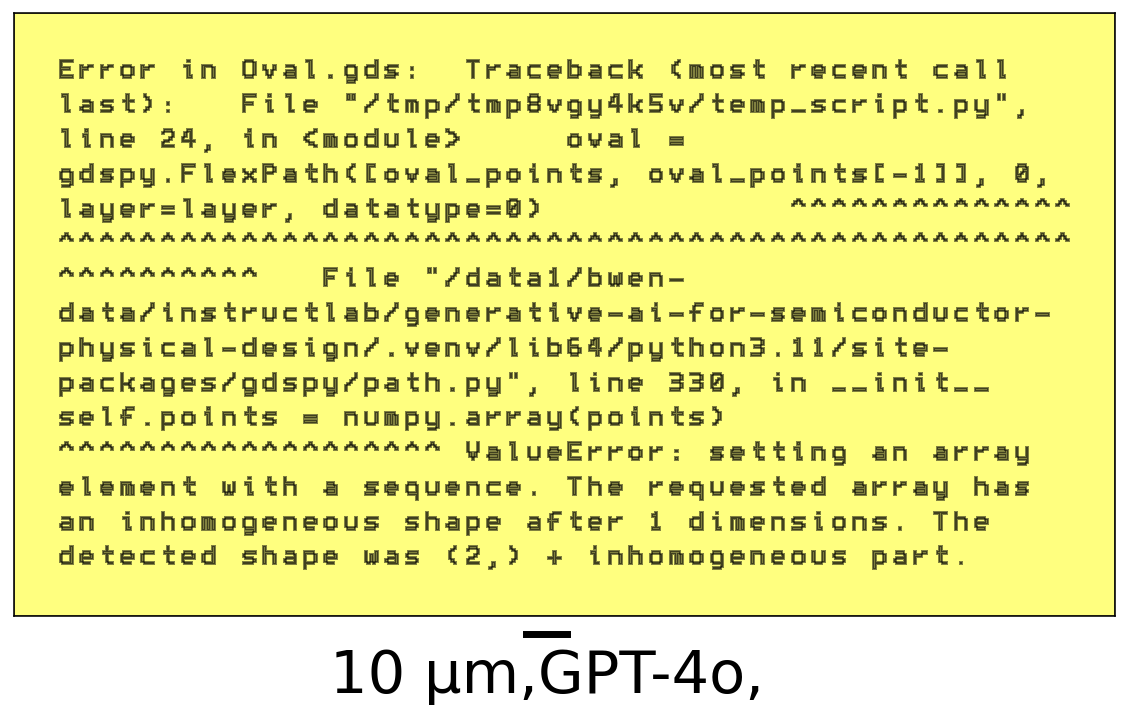 Error in Oval.gds:  Traceback (most recent call
last):   File "/tmp/tmp8vgy4k5v/temp_script.py",
line 24, in <module>     oval =
gdspy.FlexPath([oval_points, oval_points[-1]], 0,
layer=layer, datatype=0)            ^^^^^^^^^^^^^^
^^^^^^^^^^^^^^^^^^^^^^^^^^^^^^^^^^^^^^^^^^^^^^^^^^
^^^^^^^^^^   File "/data1/bwen-
data/instructlab/generative-ai-for-semiconductor-
physical-design/.venv/lib64/python3.11/site-
packages/gdspy/path.py", line 330, in __init__
self.points = numpy.array(points)
^^^^^^^^^^^^^^^^^^^ ValueError: setting an array
element with a sequence. The requested array has
an inhomogeneous shape after 1 dimensions. The
detected shape was (2,) + inhomogeneous part.
10 μm,GPT-4o,